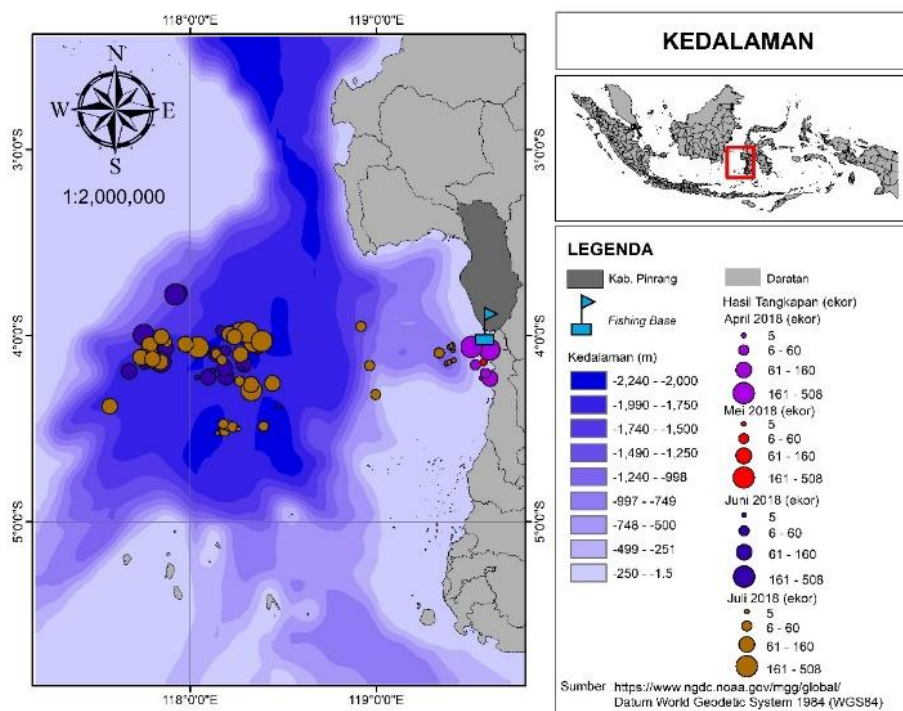 118°0'0"E 119°0'0"E
N
W E
S
1:2,000,000
3°0'0"S 3°0'0"S
4°0'0"S 4°0'0"S
5°0'0"S 5°0'0"S
118°0'0"E 119°0'0"E
KEDALAMAN
LEGENDA
Kab. Pinrang
Fishing Base
Kedalaman (m)
-2,240 - -2,000
-1,990 - -1,750
-1,740 - -1,500
-1,490 - -1,250
-1,240 - -998
-997 - -749
-748 - -500
-499 - -251
-250 - -1.5
Daratan
Hasil Tangkapan (ekor)
April 2018 (ekor)
5
6 - 60
61 - 160
161 - 508
Mei 2018 (ekor)
5
6 - 60
61 - 160
161 - 508
Juni 2018 (ekor)
5
6 - 60
61 - 160
161 - 508
Juli 2018 (ekor)
5
6 - 60
61 - 160
161 - 508
Sumber : https://www.ngdc.noaa.gov/mgg/global/
Datum World Geodetic System 1984 (WGS84)